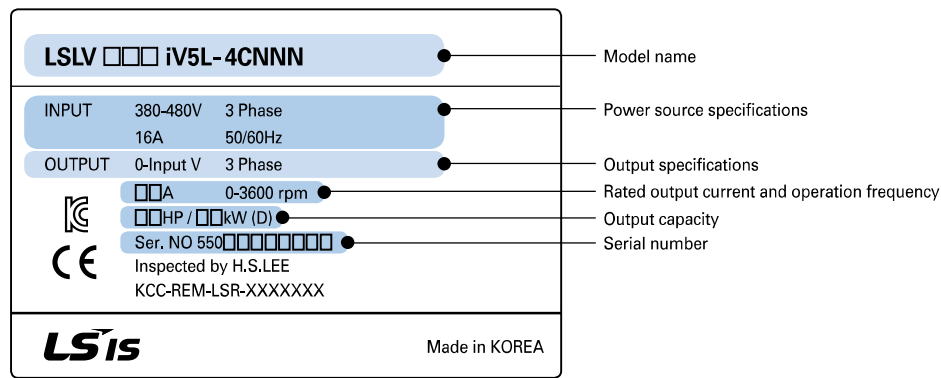 LSLV □□□ iV5L-4CNNN
Model name
INPUT 380-480V 3 Phase
Power source specifications
16A 50/60Hz
OUTPUT 0-Input V 3 Phase
Output specifications
□□A 0-3600 rpm
Rated output current and operation frequency
□□HP / □□kW (D)
Output capacity
Ser. NO 550□□□□□□□□
Serial number
Inspected by H.S.LEE
KCC-REM-LSR-XXXXXXX
CE
LSIS
Made in KOREA